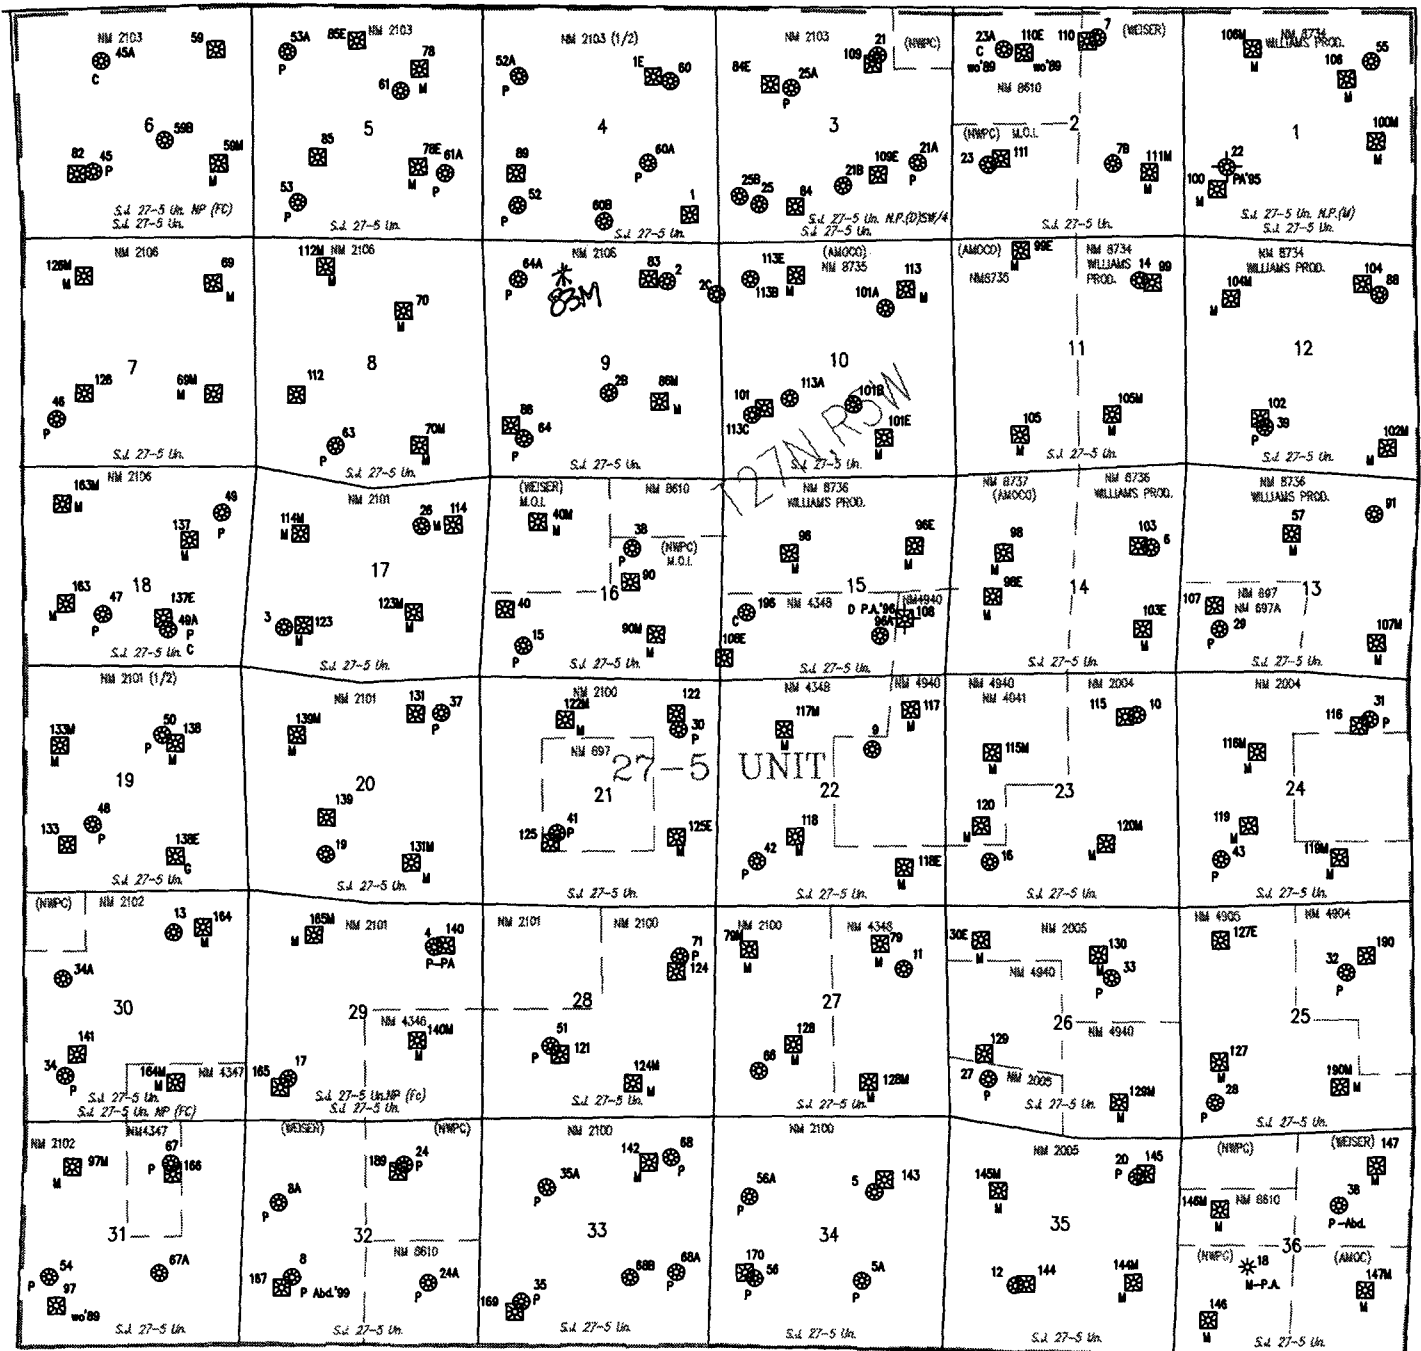 NM 2103
45A
C
59
6
59B
82
45
P
59M
M
S.J. 27-5 Un. NP (FC)
S.J. 27-5 Un.
53A
P
85E
NM 2103
78
M
61
5
85
78E
M
61A
P
53
P
S.J. 27-5 Un.
NM 2103 (1/2)
52A
P
1E
60
4
89
60A
P
52
P
60B
1
S.J. 27-5 Un.
NM 2103
21
109
(NWPC)
84E
25A
P
3
21B
109E
21A
P
25B
25
84
S.J. 27-5 Un. N.P.(D)SW/4
S.J. 27-5 Un.
23A
C
wo'89
110E
wo'89
110
7
(WEISER)
NM 8610
(NWPC) M.O.I.
2
23
111
7B
111M
M
106M
M
NM 8734
WILLIAMS PROD.
55
106
M
1
100M
M
22
PA'95
100
M
S.J. 27-5 Un. N.P.(M)
S.J. 27-5 Un.
NM 2106
126M
M
69
M
7
126
69M
M
46
P
S.J. 27-5 Un.
112M
M
NM 2106
70
M
8
112
63
P
70M
M
S.J. 27-5 Un.
NM 2106
64A
P
83M
83
2
2C
9
2B
86M
M
86
64
P
S.J. 27-5 Un.
113E
M
(AMOCO)
NM 8735
113B
113
M
101A
10
113A
101B
101
113C
101E
M
T27N,R5W
S.J. 27-5 Un.
(AMOCO)
99E
M
NM8735
NM 8734
WILLIAMS
PROD.
14
99
11
105
M
105M
M
S.J. 27-5 Un.
NM 8734
WILLIAMS PROD.
104M
M
104
88
12
102
39
P
102M
M
S.J. 27-5 Un.
NM 2106
163M
M
49
P
137
M
163
M
47
P
18
137E
49A
P
C
S.J. 27-5 Un.
NM 2101
114M
M
26
M
114
17
3
123
M
123M
M
S.J. 27-5 Un.
(WEISER)
M.O.I.
40M
M
NM 8610
38
P
(NWPC)
M.O.I.
90
16
40
15
P
90M
M
S.J. 27-5 Un.
NM 8736
WILLIAMS PROD.
96
M
96E
M
15
196
C
NM 4348
D P.A.'96
NM4940
108
96A
108E
M
S.J. 27-5 Un.
NM 8737
(AMOCO)
NM 8736
WILLIAMS PROD.
98
M
103
6
98E
M
14
103E
M
S.J. 27-5 Un.
NM 8736
WILLIAMS PROD.
57
M
91
13
107
NM 697
NM 697A
29
P
107M
M
S.J. 27-5 Un.
NM 2101 (1/2)
133M
M
50
P
138
M
19
48
P
133
138E
G
S.J. 27-5 Un.
NM 2101
131
37
P
139M
M
20
139
19
131M
M
S.J. 27-5 Un.
NM 2100
122M
M
122
30
P
NM 697
21
41
P
125
125E
M
S.J. 27-5 Un.
27-5 UNIT
NM 4348
NM 4940
117M
M
117
9
22
118
M
42
P
118E
M
S.J. 27-5 Un.
NM 4940
NM 4041
NM 2004
115
10
115M
M
23
120
M
16
120M
M
S.J. 27-5 Un.
NM 2004
116
31
P
116M
M
24
119
M
43
P
119M
M
S.J. 27-5 Un.
(NWPC)
NM 2102
13
164
M
34A
30
141
34
P
164M
M
NM 4347
S.J. 27-5 Un.
S.J. 27-5 Un. NP (FC)
165M
M
NM 2101
4
140
P-PA
29
NM 4346
140M
M
17
165
S.J. 27-5 Un.NP (Fc)
S.J. 27-5 Un.
NM 2101
NM 2100
71
P
124
28
51
P
121
124M
M
S.J. 27-5 Un.
NM 2100
NM 4348
79M
M
79
M
11
27
128
M
66
128M
M
S.J. 27-5 Un.
30E
M
NM 2005
130
M
33
P
NM 4940
26
NM 4940
129
27
P
NM 2005
129M
M
S.J. 27-5 Un.
NM 4905
NM 4904
127E
M
190
32
P
25
127
M
28
P
190M
M
S.J. 27-5 Un.
NM 2102
NM4347
97M
M
67
P
166
31
54
P
97
wo'89
67A
S.J. 27-5 Un.
(WEISER)
(NWPC)
24
P
189
8A
P
32
NM 8610
8
P Abd.'99
167
24A
P
S.J. 27-5 Un.
NM 2100
142
M
68
P
35A
P
33
68B
68A
P
35
P
169
S.J. 27-5 Un.
NM 2100
56A
P
5
143
34
170
56
P
5A
P
S.J. 27-5 Un.
NM 2005
20
P
145
145M
M
35
12
144
144M
M
S.J. 27-5 Un.
(NWPC)
(WEISER)
147
M
146M
M
NM 8610
38
P-Abd.
36
(NWPC)
18
M-P.A.
(AMOC)
147M
M
146
M
S.J. 27-5 Un.